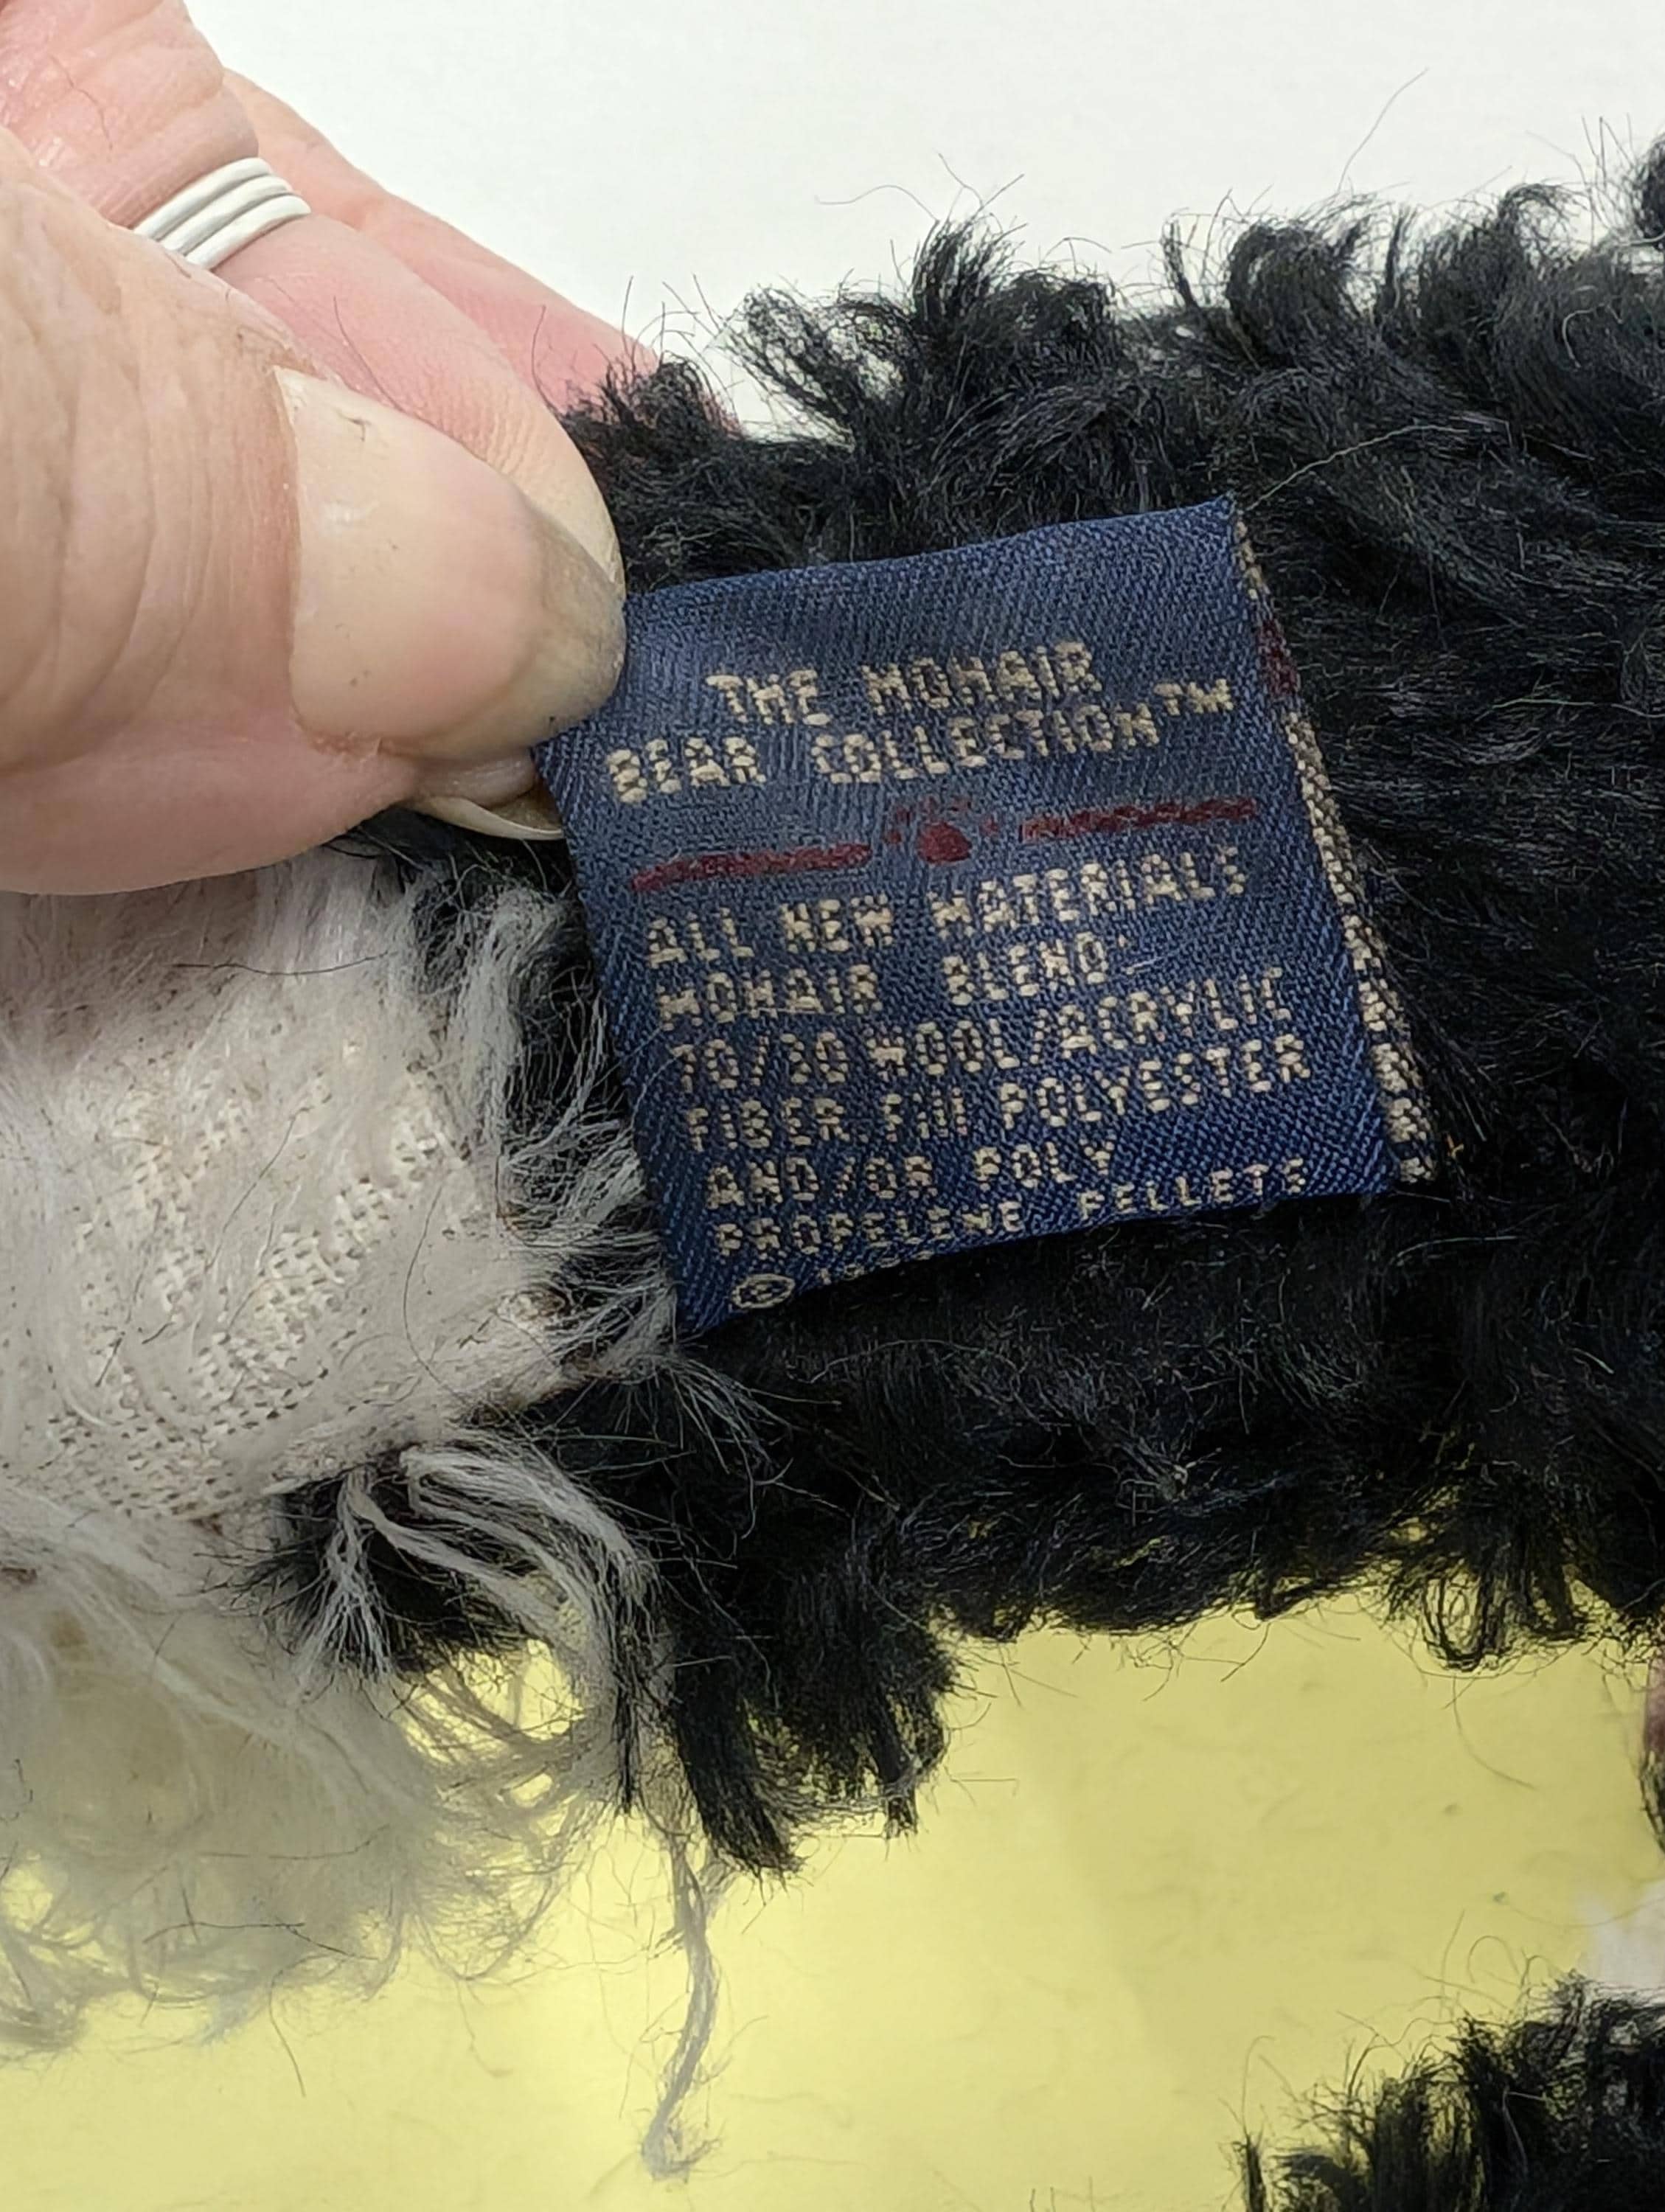 THE MOHAIR
BEAR COLLECTION™
ALL NEW MATERIALS
MOHAIR BLEND:
70/30 WOOL/ACRYLIC
FIBER.Fill POLYESTER
AND/OR POLY
PROPELENE PELLETS
©